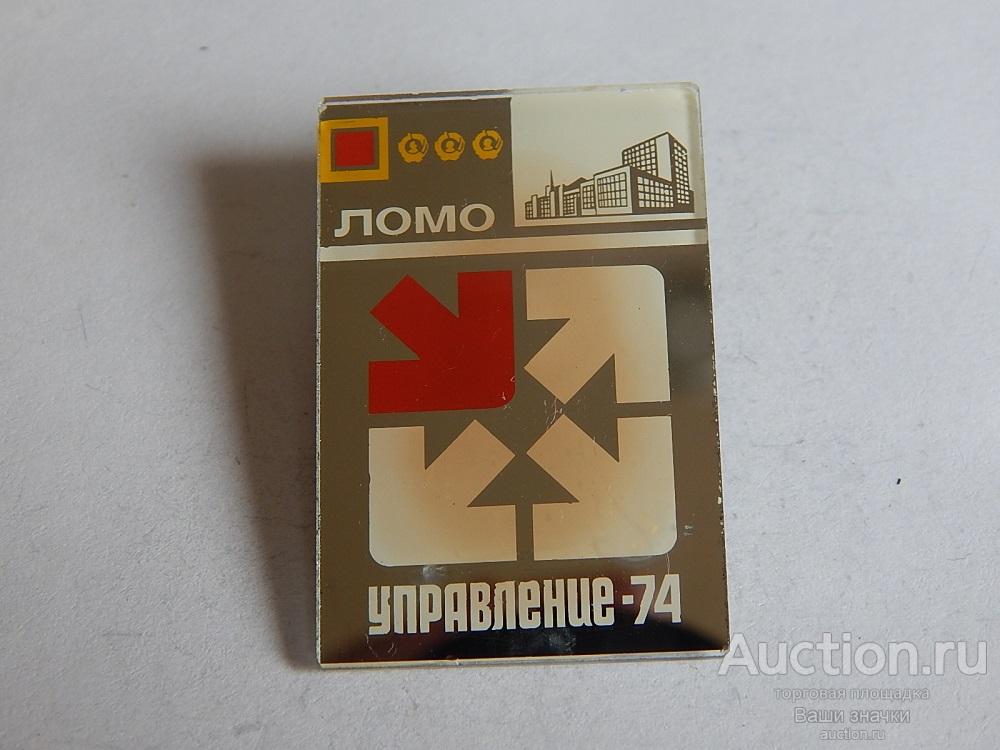 ЛОМО
УПРАВЛЕНИЕ-74
Auction.ru
торговая площадка
Ваши значки
auction.ru